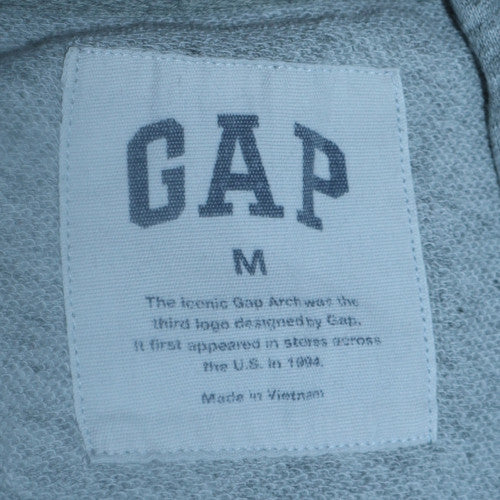 GAP
M
The Iconic Gap Arch was the
third logo designed by Gap.
It first appeared in stores across
the U.S. in 1994.
Made in Vietnam